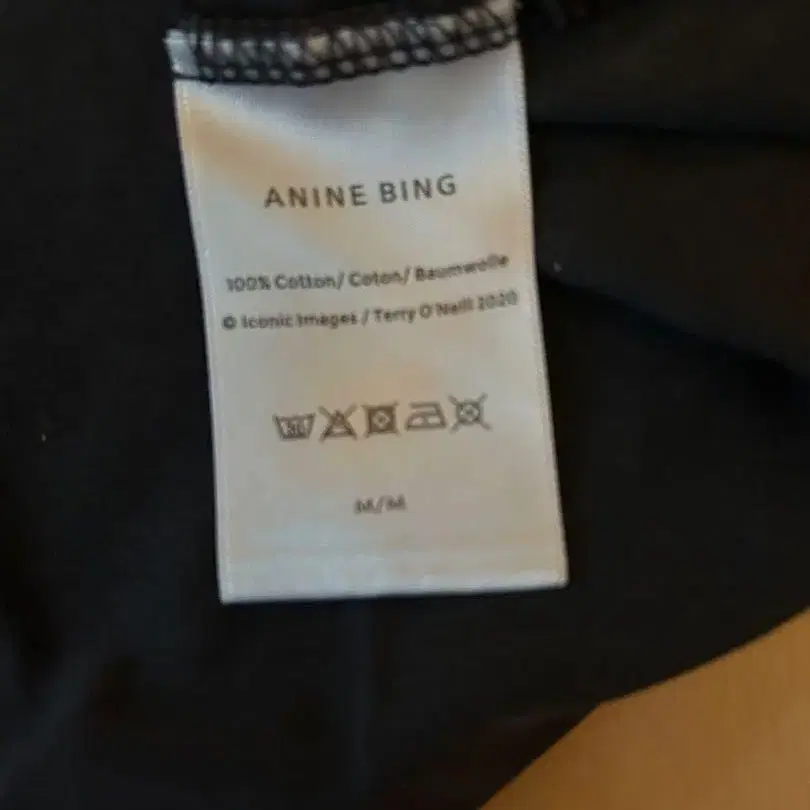 ANINE BING
100% Cotton/ Coton/ Baumwolle
© Iconic Images / Terry O'Neill 2020
M/M